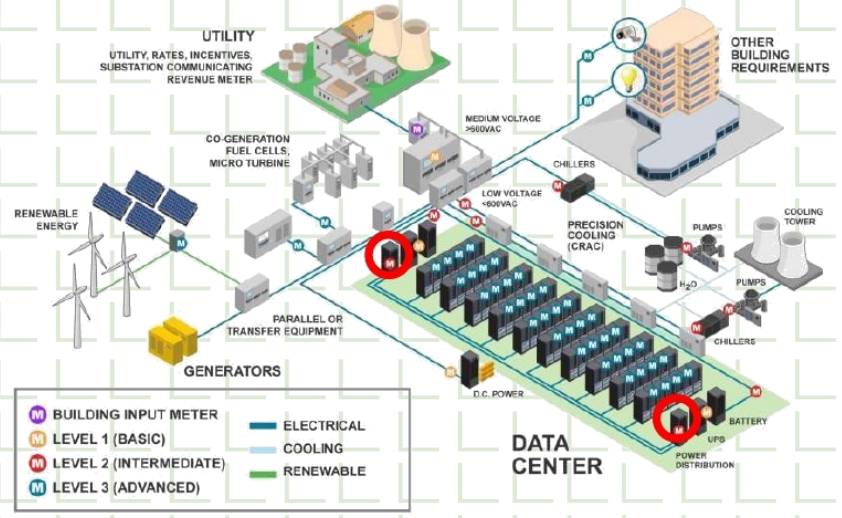 UTILITY
UTILITY, RATES, INCENTIVES,
SUBSTATION COMMUNICATING
REVENUE METER
OTHER
BUILDING
REQUIREMENTS
MEDIUM VOLTAGE
>600VAC
CO-GENERATION
FUEL CELLS,
MICRO TURBINE
CHILLERS
LOW VOLTAGE
<600VAC
RENEWABLE
ENERGY
PRECISION
COOLING
(CRAC)
PUMPS
COOLING
TOWER
H2O
PUMPS
PARALLEL OR
TRANSFER EQUIPMENT
CHILLERS
GENERATORS
D.C. POWER
BATTERY
UPS
POWER
DISTRIBUTION
DATA
CENTER
M BUILDING INPUT METER
M LEVEL 1 (BASIC)
M LEVEL 2 (INTERMEDIATE)
M LEVEL 3 (ADVANCED)
ELECTRICAL
COOLING
RENEWABLE